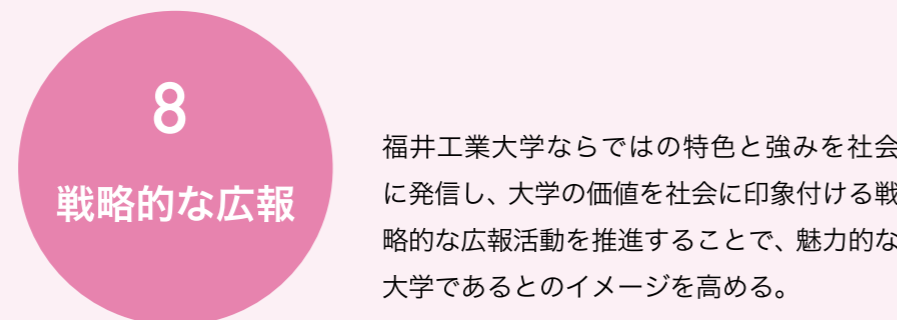 8
戦略的な広報
福井工業大学ならではの特色と強みを社会
に発信し、大学の価値を社会に印象付ける戦
略的な広報活動を推進することで、魅力的な
大学であるとのイメージを高める。